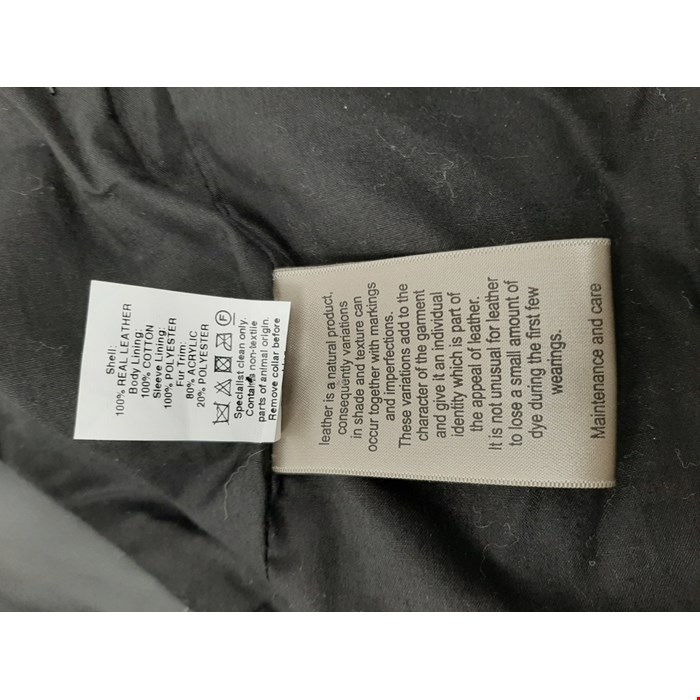 Shell:
100% REAL LEATHER
Body Lining:
100% COTTON
Sleeve Lining:
100% POLYESTER
Fur Trim:
80% ACRYLIC
20% POLYESTER
F
Specialist clean only.
Contains non-textile
parts of animal origin.
Remove collar before
leather is a natural product,
consequently variations
in shade and texture can
occur together with markings
and imperfections.
These variations add to the
character of the garment
and give it an individual
identity which is part of
the appeal of leather.
It is not unusual for leather
to lose a small amount of
dye during the first few
wearings.
Maintenance and care